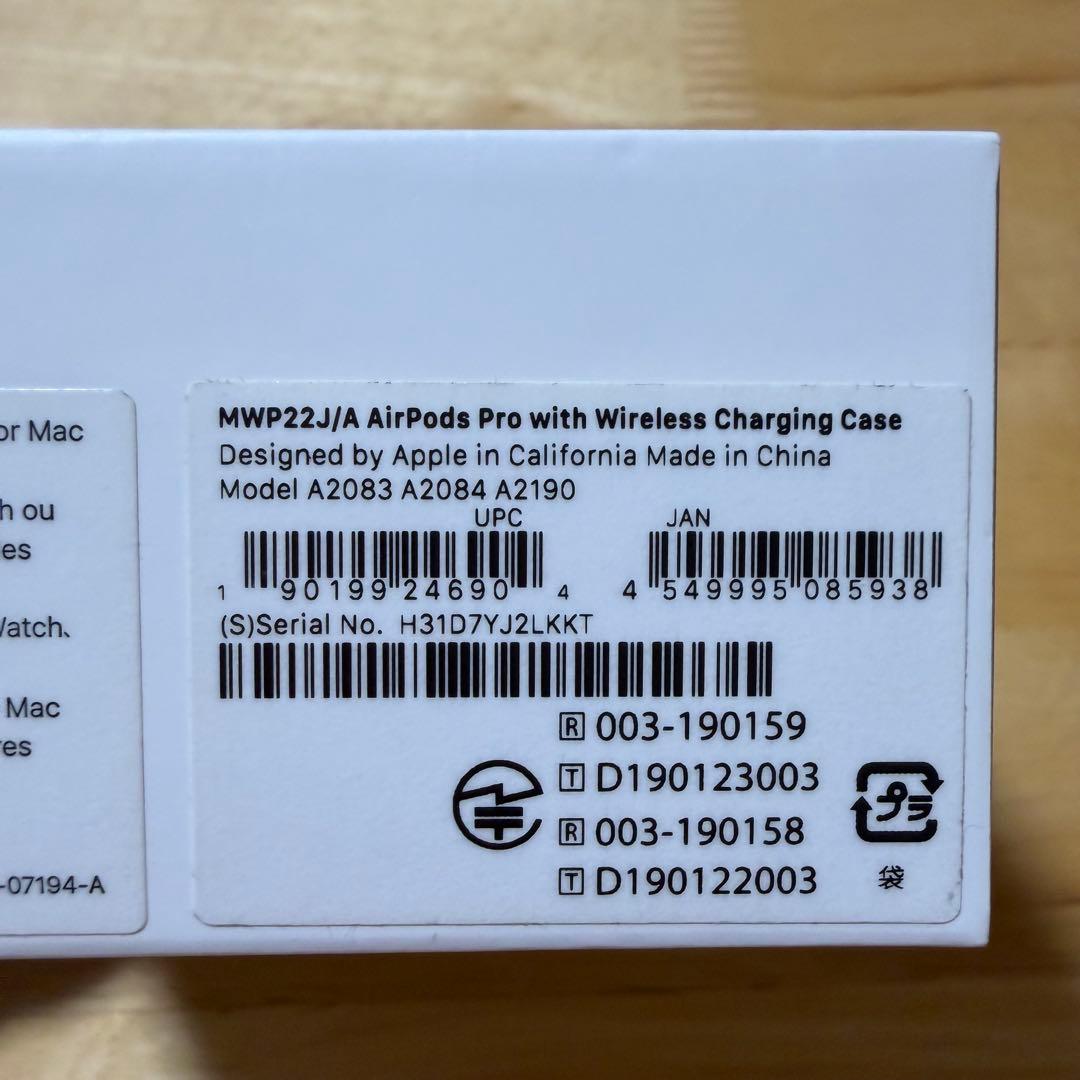 or Mac
h ou
es
Watch、
Mac
res
-07194-A
MWP22J/A AirPods Pro with Wireless Charging Case
Designed by Apple in California Made in China
Model A2083 A2084 A2190
UPC JAN
1 90199 24690 4 4 549995 085938
(S)Serial No. H31D7YJ2LKKT
R 003-190159
T D190123003
R 003-190158
T D190122003
プラ
袋